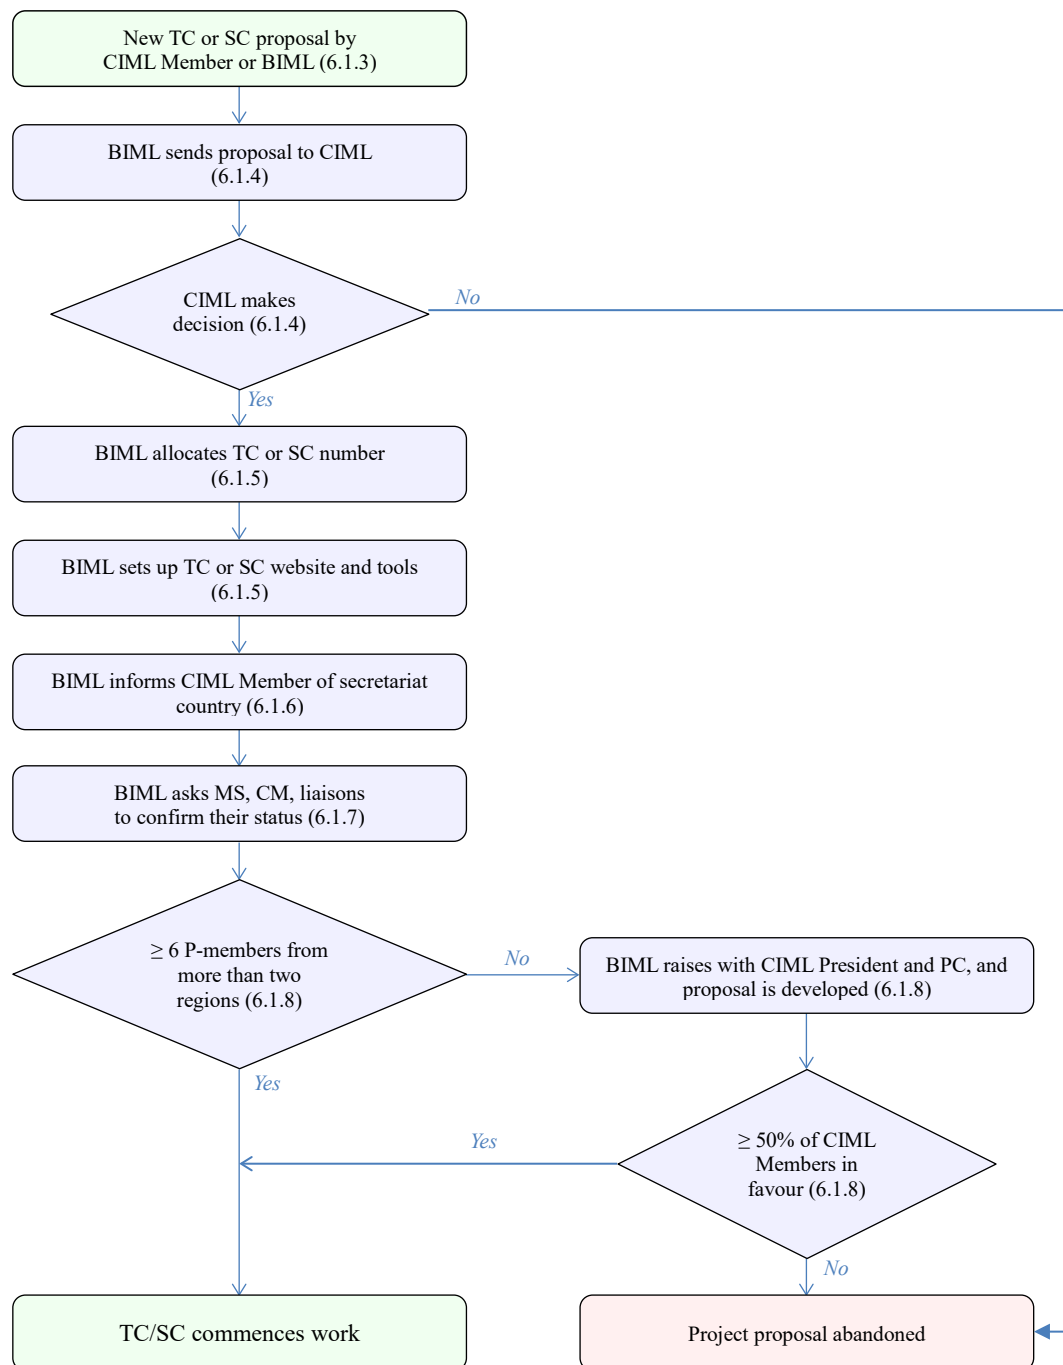 New TC or SC proposal by
CIML Member or BIML (6.1.3)
BIML sends proposal to CIML
(6.1.4)
CIML makes
decision (6.1.4)
No
Yes
BIML allocates TC or SC number
(6.1.5)
BIML sets up TC or SC website and tools
(6.1.5)
BIML informs CIML Member of secretariat
country (6.1.6)
BIML asks MS, CM, liaisons
to confirm their status (6.1.7)
≥ 6 P-members from
more than two
regions (6.1.8)
No
BIML raises with CIML President and PC, and
proposal is developed (6.1.8)
Yes
≥ 50% of CIML
Members in
favour (6.1.8)
Yes
No
TC/SC commences work
Project proposal abandoned